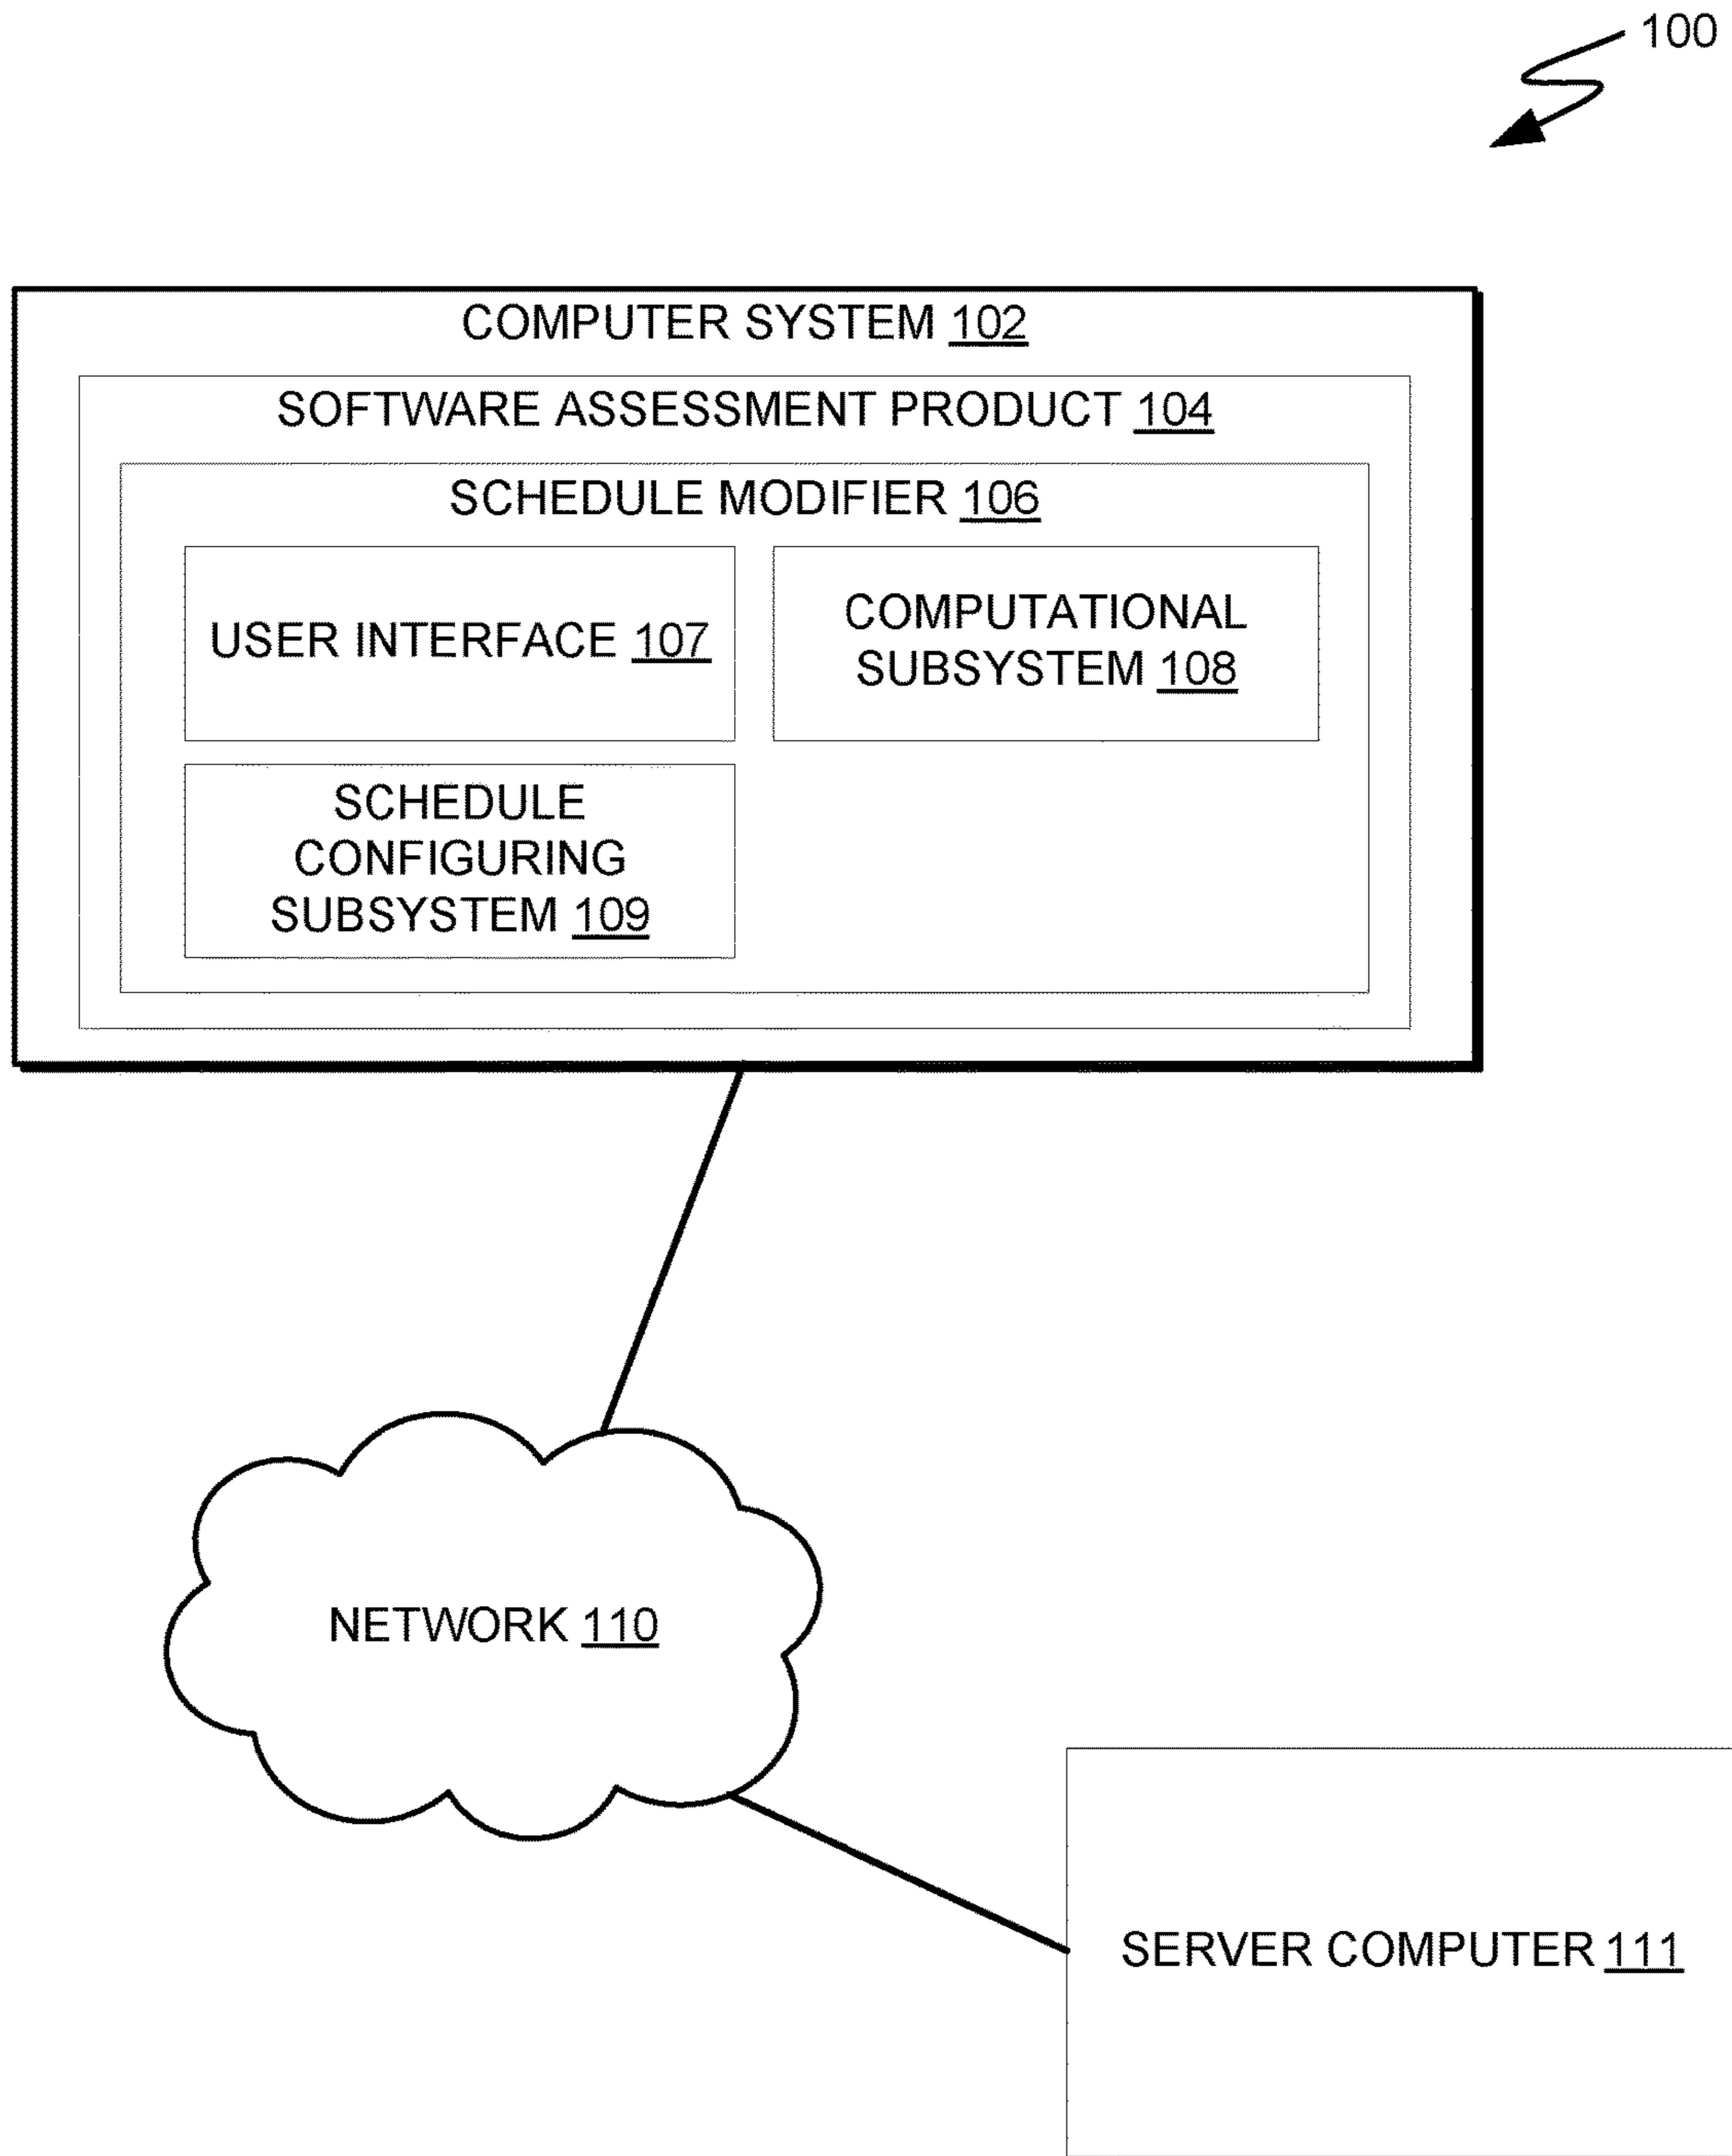 100
COMPUTER SYSTEM 102
SOFTWARE ASSESSMENT PRODUCT 104
SCHEDULE MODIFIER 106
USER INTERFACE 107
COMPUTATIONAL
SUBSYSTEM 108
SCHEDULE
CONFIGURING
SUBSYSTEM 109
NETWORK 110
SERVER COMPUTER 111